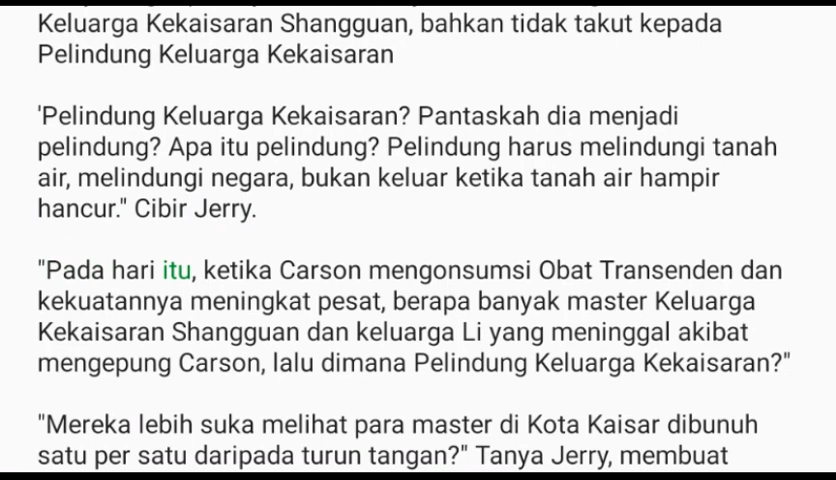 Keluarga Kekaisaran Shangguan, bahkan tidak takut kepada
Pelindung Keluarga Kekaisaran
'Pelindung Keluarga Kekaisaran? Pantaskah dia menjadi
pelindung? Apa itu pelindung? Pelindung harus melindungi tanah
air, melindungi negara, bukan keluar ketika tanah air hampir
hancur." Cibir Jerry.
"Pada hari itu, ketika Carson mengonsumsi Obat Transenden dan
kekuatannya meningkat pesat, berapa banyak master Keluarga
Kekaisaran Shangguan dan keluarga Li yang meninggal akibat
mengepung Carson, lalu dimana Pelindung Keluarga Kekaisaran?"
"Mereka lebih suka melihat para master di Kota Kaisar dibunuh
satu per satu daripada turun tangan?" Tanya Jerry, membuat